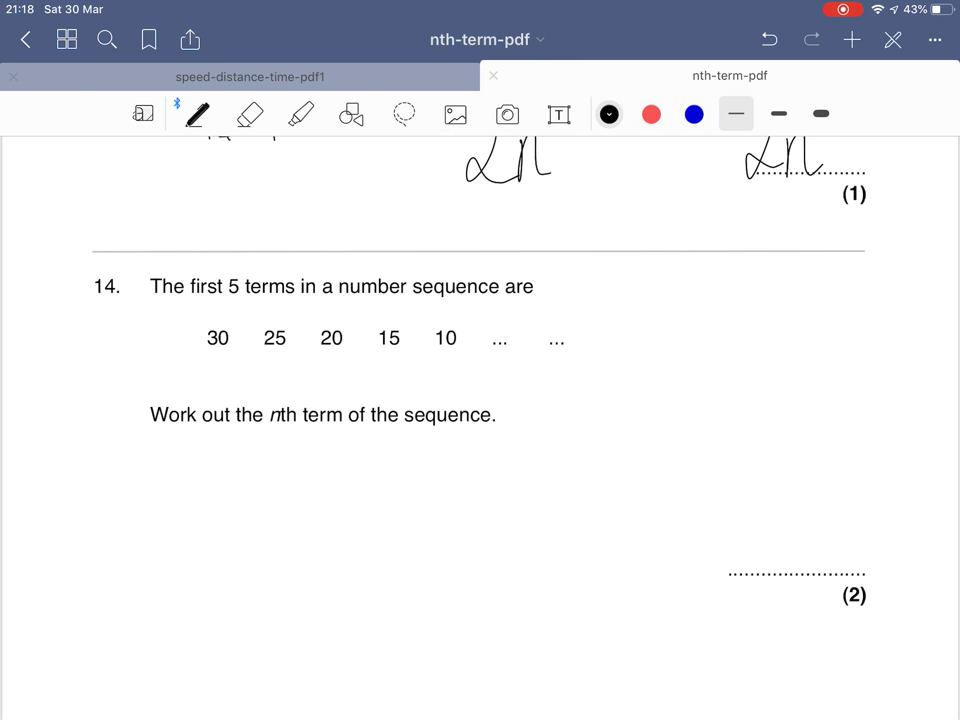 21:18 Sat 30 Mar 43%
nth-term-pdf
speed-distance-time-pdf1 nth-term-pdf
T
2n 2n
....................
(1)
14. The first 5 terms in a number sequence are
30 25 20 15 10 ... ...
Work out the nth term of the sequence.
.........................
(2)